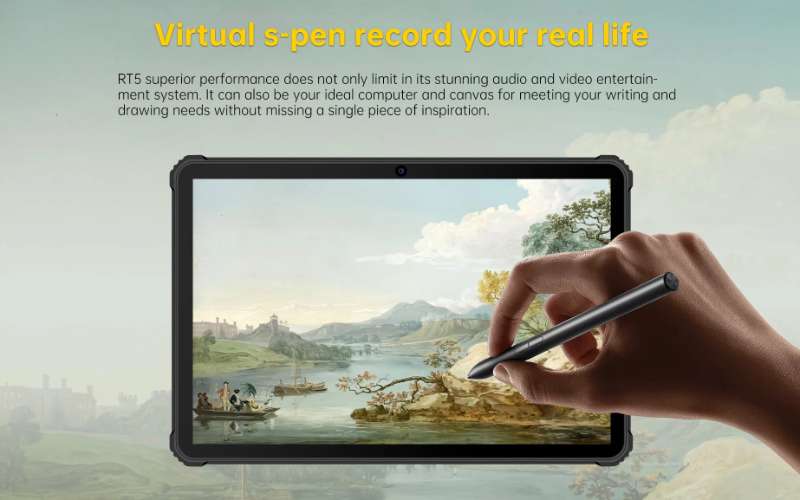 Virtual s-pen record your real life
RT5 superior performance does not only limit in its stunning audio and video entertain-
ment system. It can also be your ideal computer and canvas for meeting your writing and
drawing needs without missing a single piece of inspiration.